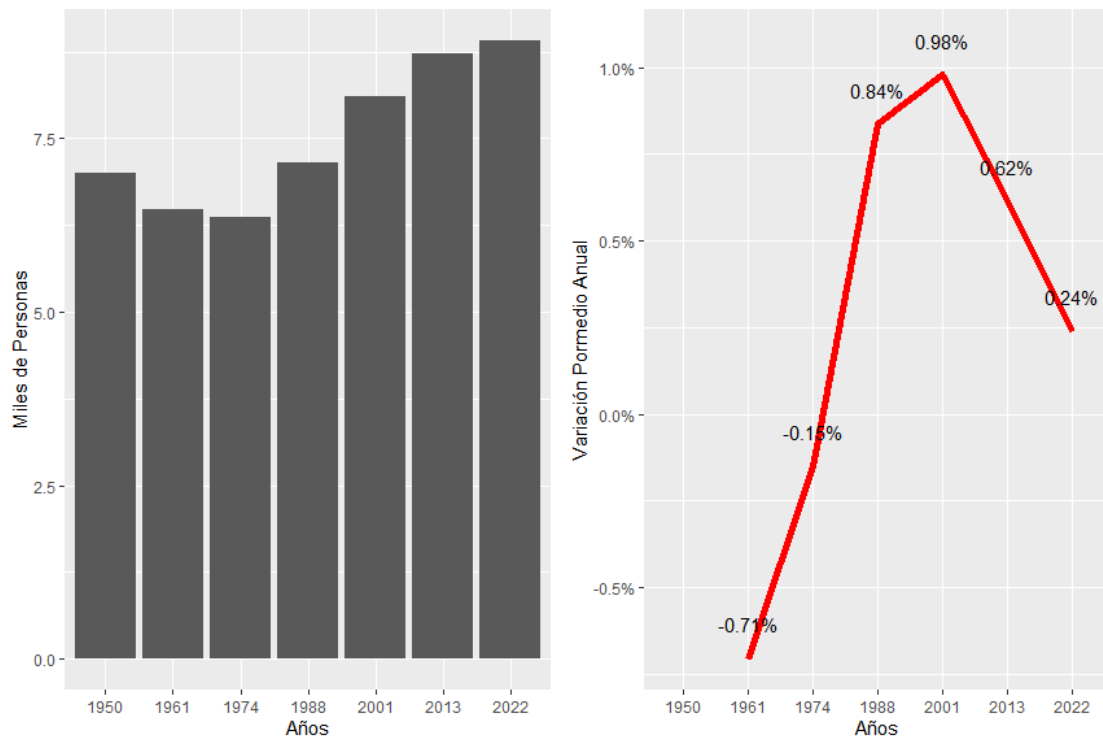 Miles de Personas
7.5
5.0
2.5
0.0
1950 1961 1974 1988 2001 2013 2022
Años
Variación Pormedio Anual
1.0%
0.5%
0.0%
-0.5%
0.98%
0.84%
0.62%
0.24%
-0.15%
-0.71%
1950 1961 1974 1988 2001 2013 2022
Años